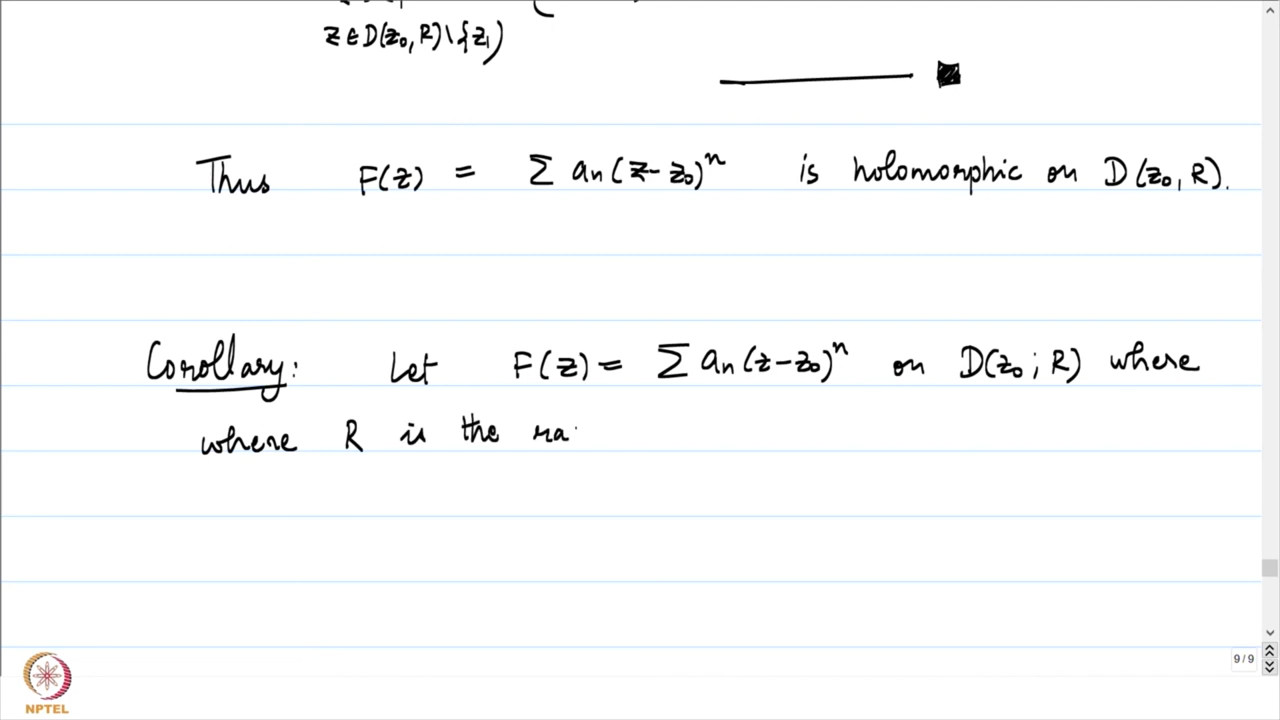 z ∈ D(z₀, R) \ {z₁}
Thus F(z) = Σ aₙ(z-z₀)ⁿ is holomorphic on D(z₀, R).
Corollary: Let F(z) = Σ aₙ(z-z₀)ⁿ on D(z₀; R) where
where R is the ra
9/9
NPTEL